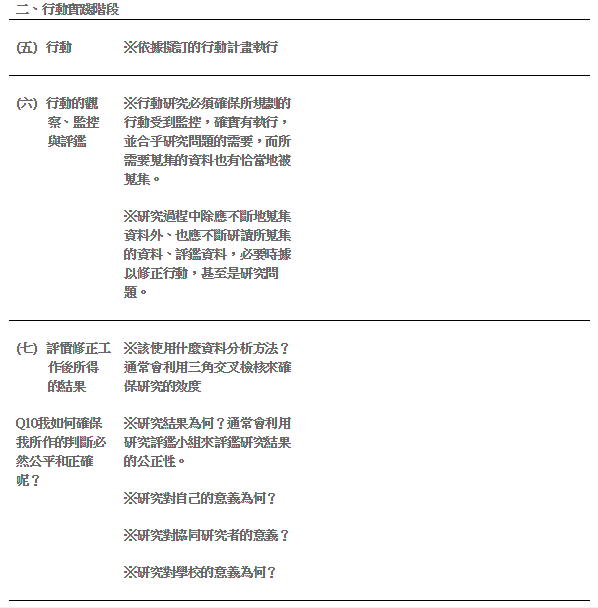 二、行動實踐階段
(五) 行動
※依據擬訂的行動計畫執行
(六) 行動的觀
察、監控
與評鑑
※行動研究必須確保所規劃的
行動受到監控，確實有執行，
並合乎研究問題的需要，而所
需要蒐集的資料也有恰當地被
蒐集。
※研究過程中除應不斷地蒐集
資料外、也應不斷研讀所蒐集
的資料、評鑑資料，必要時據
以修正行動，甚至是研究問
題。
(七) 評價修正工
作後所得
的結果
※該使用什麼資料分析方法？
通常會利用三角交叉檢核來確
保研究的效度
Q10我如何確保
我所作的判斷必
然公平和正確
呢？
※研究結果為何？通常會利用
研究評鑑小組來評鑑研究結果
的公正性。
※研究對自己的意義為何？
※研究對協同研究者的意義？
※研究對學校的意義為何？